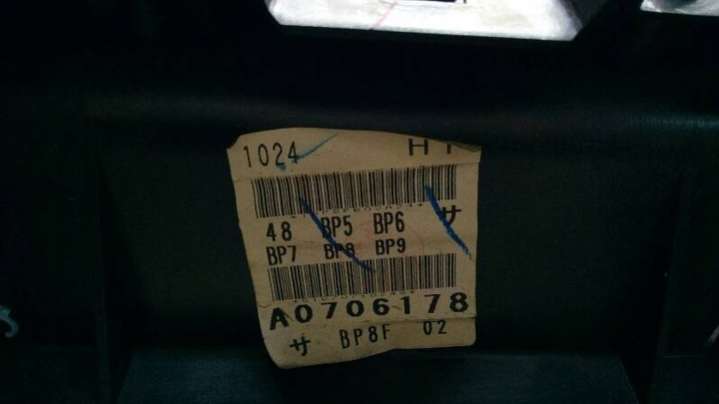 1024 H
48 BP5 BP6 サ
BP7 BP8 BP9
A0706178
サ BP8F 02